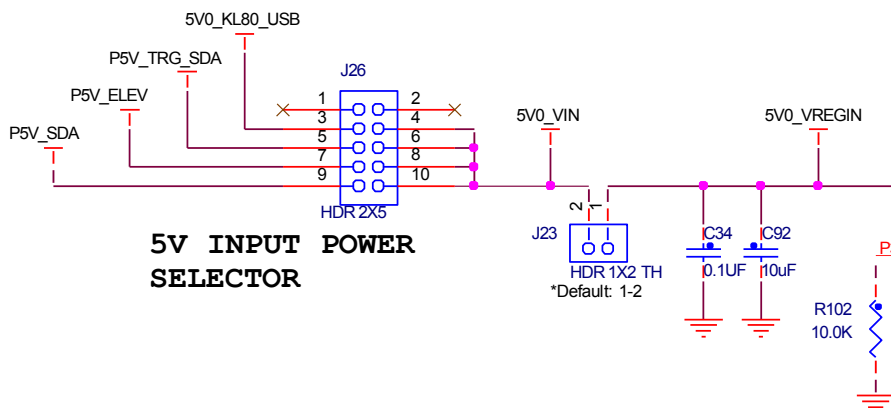 5V0_KL80_USB
P5V_TRG_SDA
P5V_ELEV
P5V_SDA
J26
1 2
3 4
5 6
7 8
9 10
HDR 2X5
5V INPUT POWER
SELECTOR
5V0_VIN
5V0_VREGIN
2 1
J23
HDR 1X2 TH
*Default: 1-2
C34
0.1UF
C92
10uF
R102
10.0K